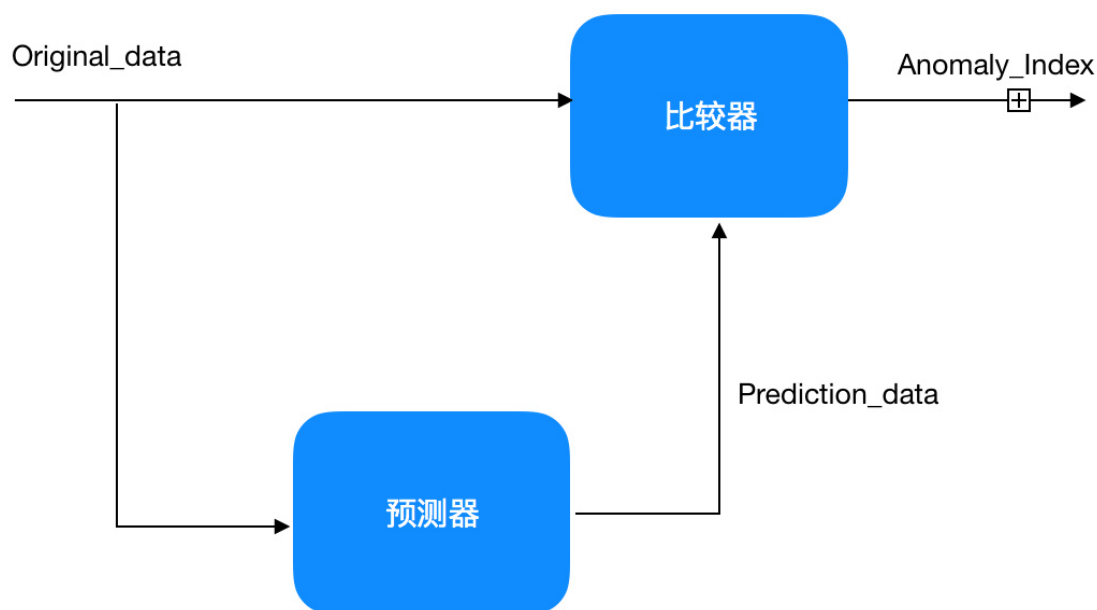 Original_data
Anomaly_Index
比较器
Prediction_data
预测器